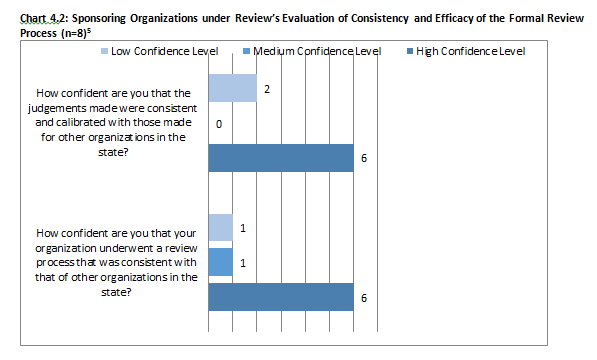 Chart 4.2: Sponsoring Organizations under Review's Evaluation of Consistency and Efficacy of the Formal Review
Process (n=8)⁵
Low Confidence Level Medium Confidence Level High Confidence Level
How confident are you that the
judgements made were consistent
and calibrated with those made
for other organizations in the
state?
2
0
6
How confident are you that your
organization underwent a review
process that was consistent with
that of other organizations in the
state?
1
1
6